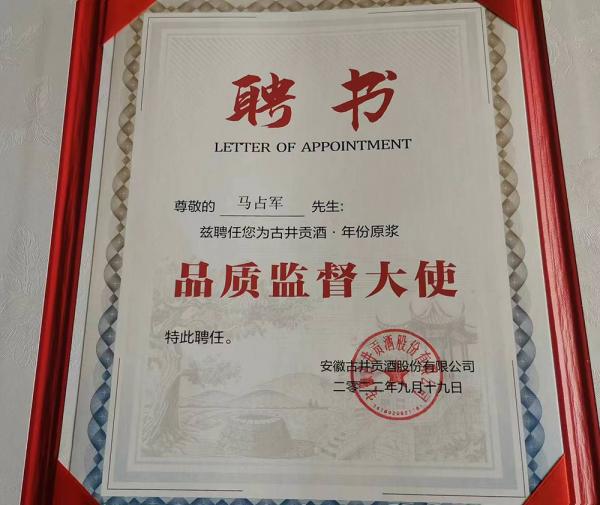 聘书
LETTER OF APPOINTMENT
尊敬的 马占军 先生:
兹聘任您为古井贡酒·年份原浆
品质监督大使
特此聘任。
安徽古井贡酒股份有限公司
二零二二年九月十九日